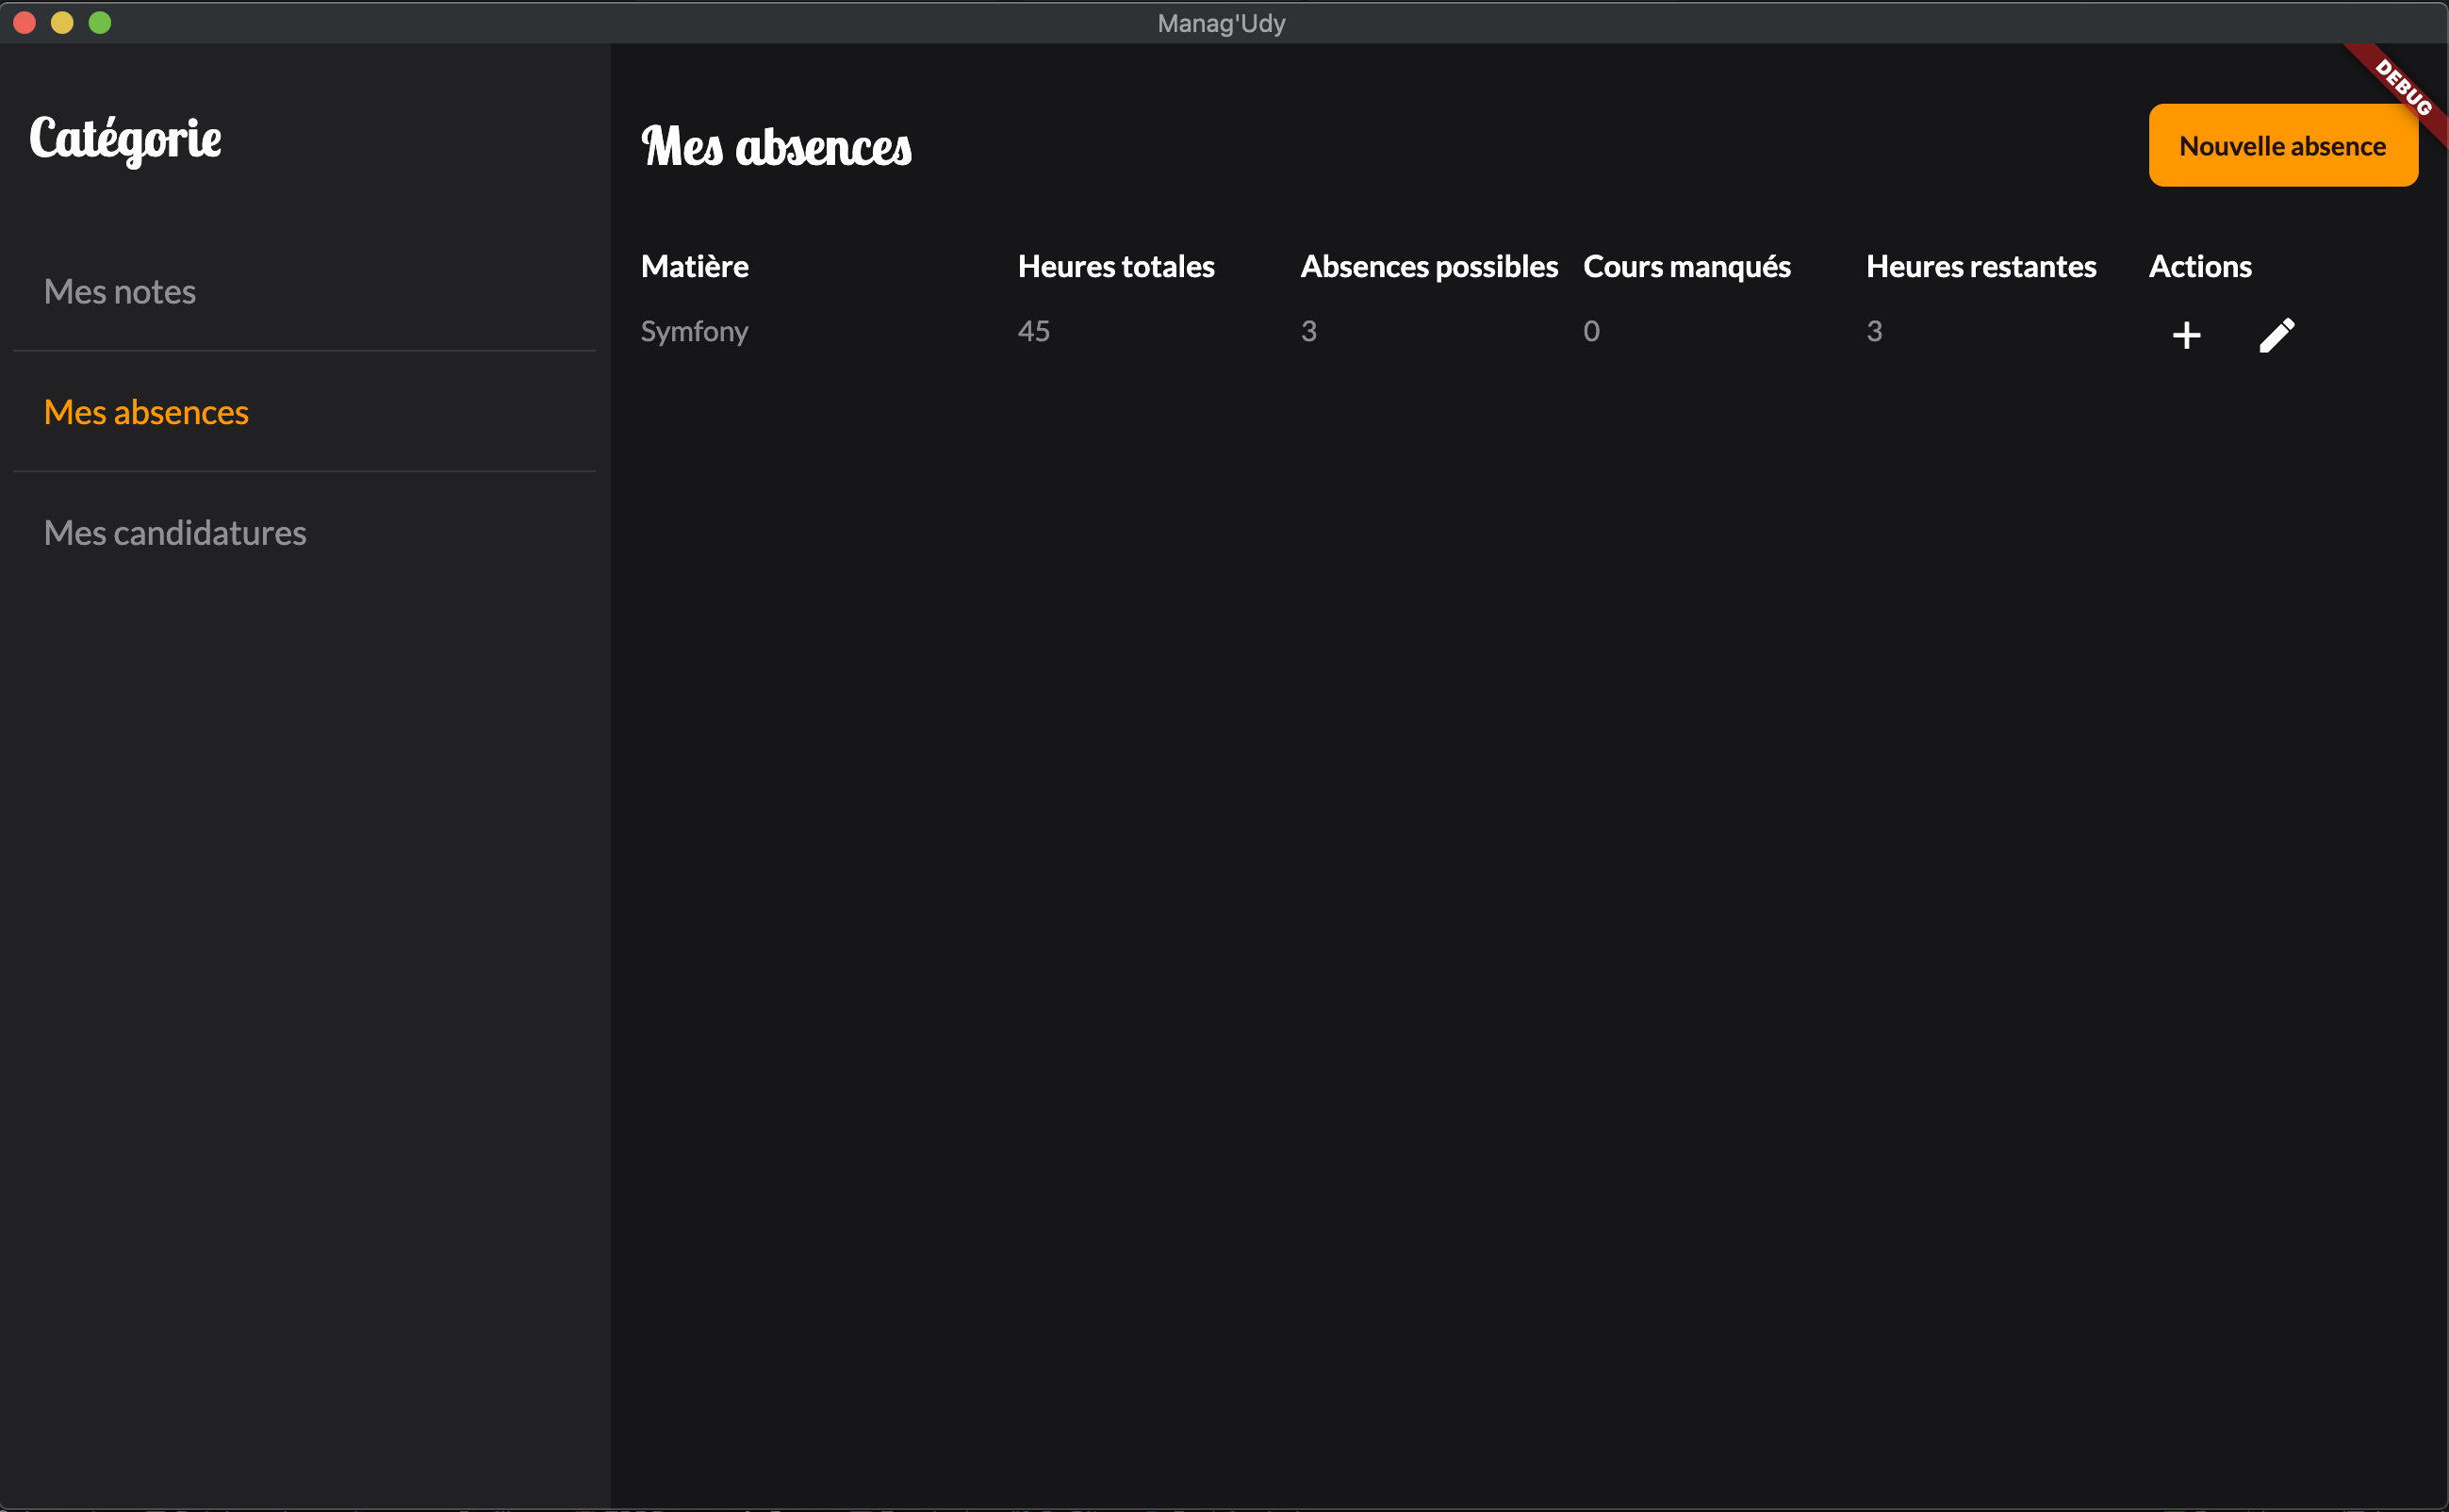 Manag'Udy
DEBUG
Catégorie
Mes notes
Mes absences
Mes candidatures
Mes absences
Nouvelle absence
Matière Heures totales Absences possibles Cours manqués Heures restantes Actions
Symfony 45 3 0 3